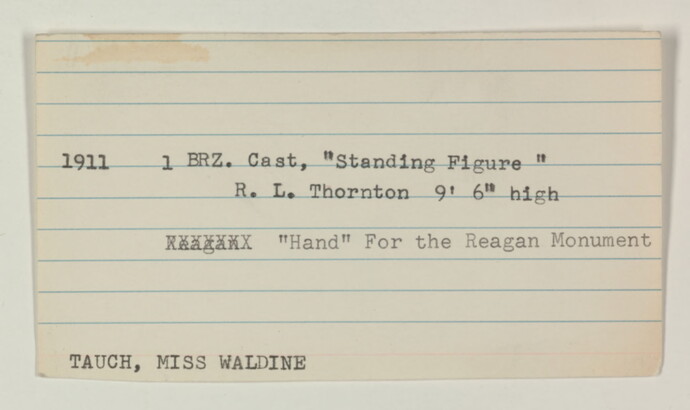 1911 1 BRZ. Cast, "Standing Figure "
R. L. Thornton 9' 6" high
"Hand" For the Reagan Monument
TAUCH, MISS WALDINE